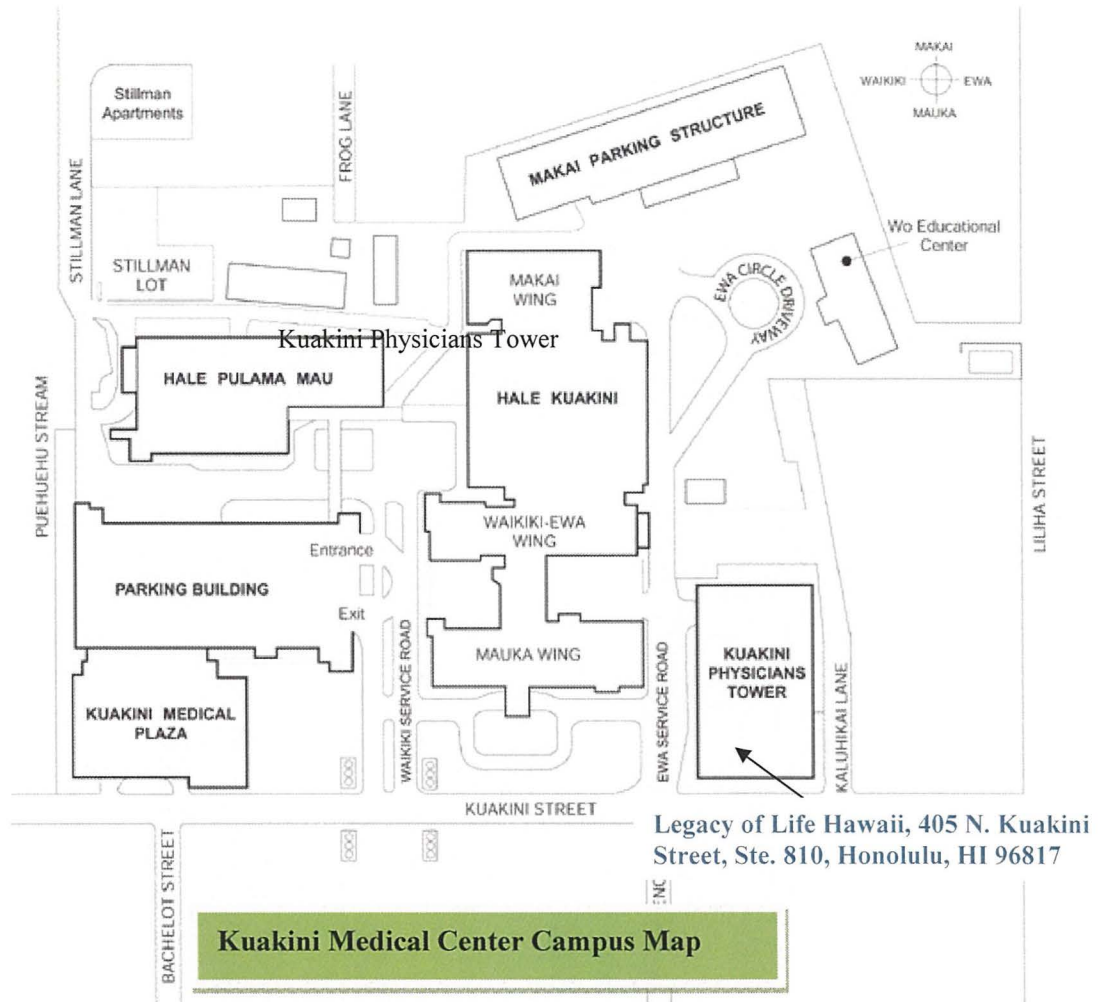 MAKAI
WAIKIKI
EWA
MAUKA
Stillman
Apartments
FROG LANE
MAKAI PARKING STRUCTURE
STILLMAN LANE
Wo Educational
Center
STILLMAN
LOT
MAKAI
WING
EWA CIRCLE DRIVEWAY
Kuakini Physicians Tower
HALE PULAMA MAU
HALE KUAKINI
PUEHUEHU STREAM
LILIHA STREET
WAIKIKI-EWA
WING
Entrance
PARKING BUILDING
Exit
WAIKIKI SERVICE ROAD
MAUKA WING
EWA SERVICE ROAD
KUAKINI
PHYSICIANS
TOWER
KALUHIKAI LANE
KUAKINI MEDICAL
PLAZA
KUAKINI STREET
Legacy of Life Hawaii, 405 N. Kuakini
Street, Ste. 810, Honolulu, HI 96817
BACHELOT STREET
Kuakini Medical Center Campus Map